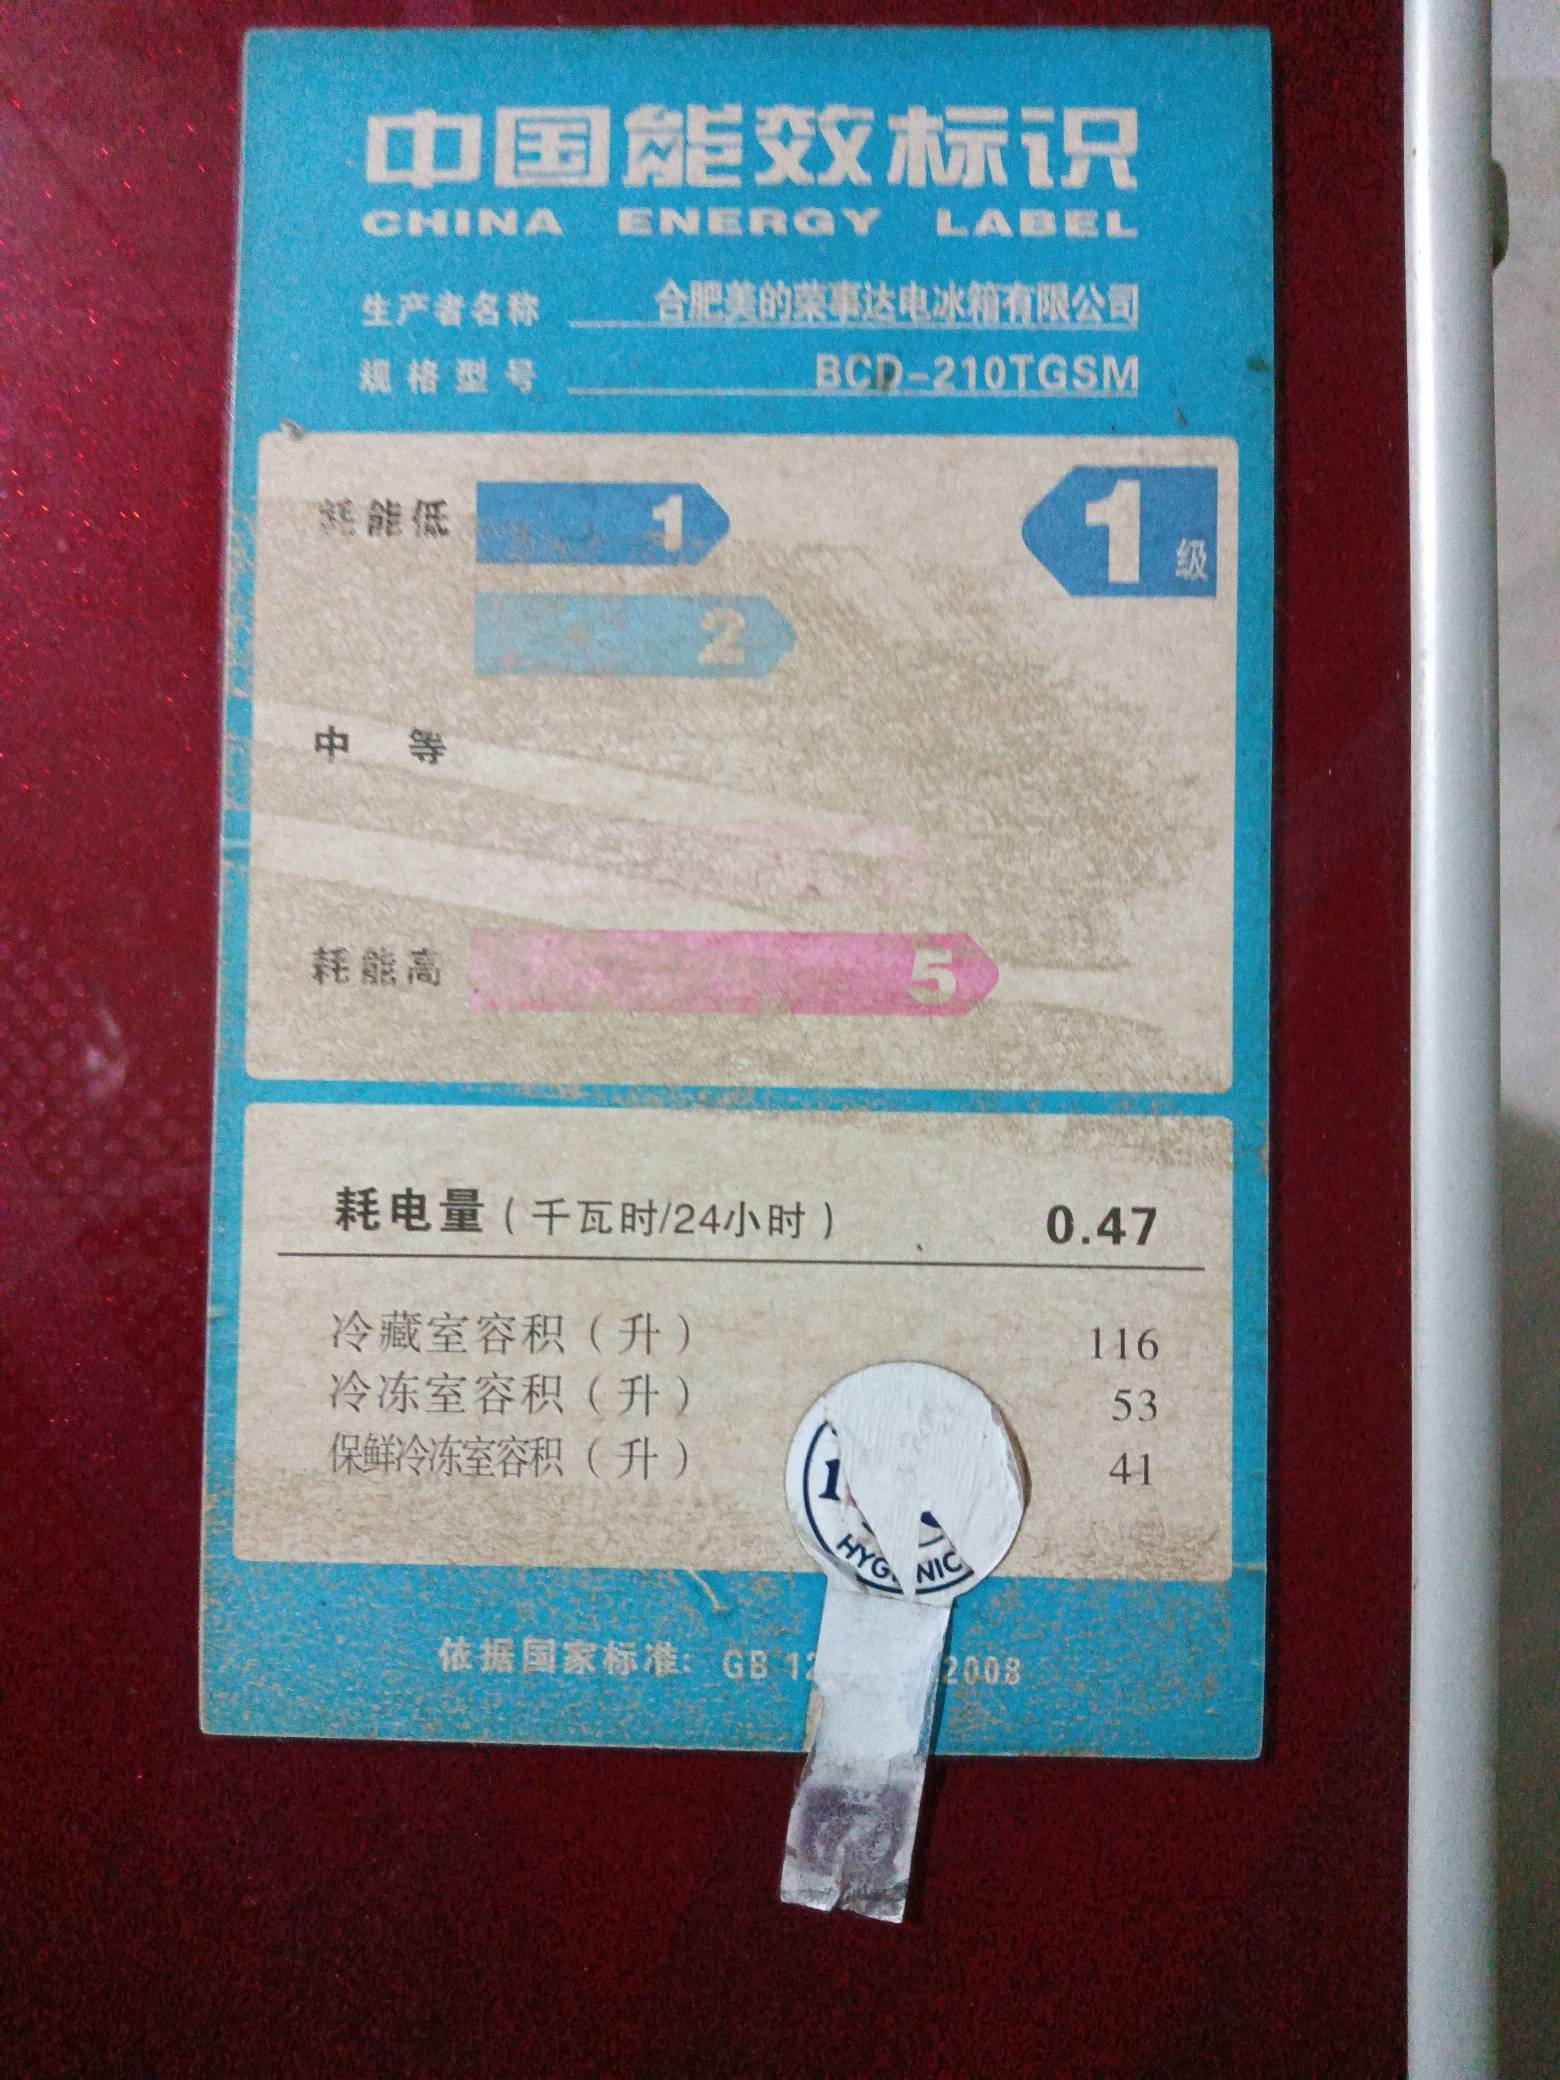 中国能效标识
CHINA ENERGY LABEL
生产者名称 合肥美的荣事达电冰箱有限公司
规格型号 BCD-210TGSM
耗能低 1 1级
2
中等
耗能高 5
耗电量(千瓦时/24小时) 0.47
冷藏室容积(升) 116
冷冻室容积(升) 53
保鲜冷冻室容积(升) 41
依据国家标准: GB 12 2008